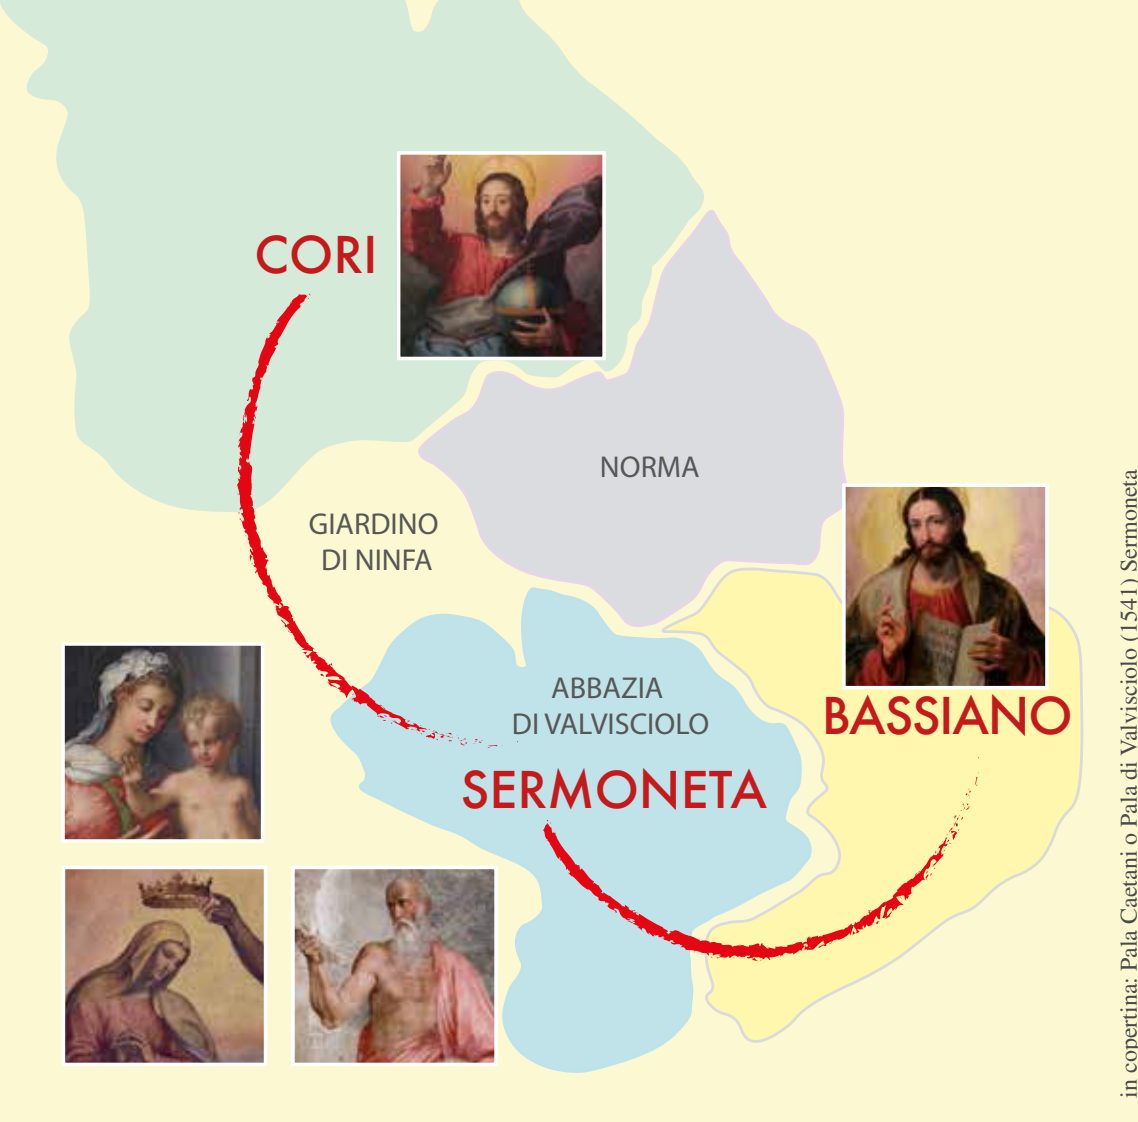 CORI
NORMA
GIARDINO
DI NINFA
ABBAZIA
DI VALVISCIOLO
BASSIANO
SERMONETA
in copertina: Pala Caetani o Pala di Valvisciolo (1541) Sermoneta